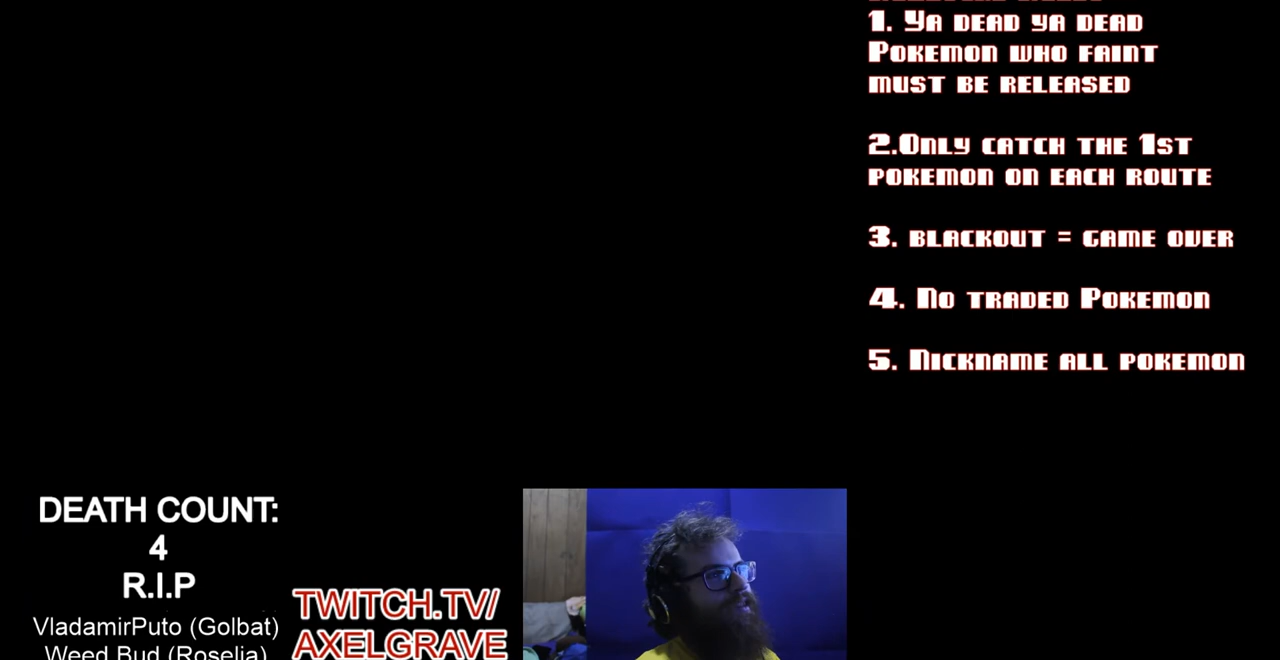 1. Ya dead ya dead
Pokemon who faint
must be released
2.Only catch the 1st
pokemon on each route
3. blackout = game over
4. No traded Pokemon
5. Nickname all pokemon
DEATH COUNT:
4
R.I.P
VladamirPuto (Golbat)
Weed Bud (Roselia)
TWITCH.TV/
AXELGRAVE